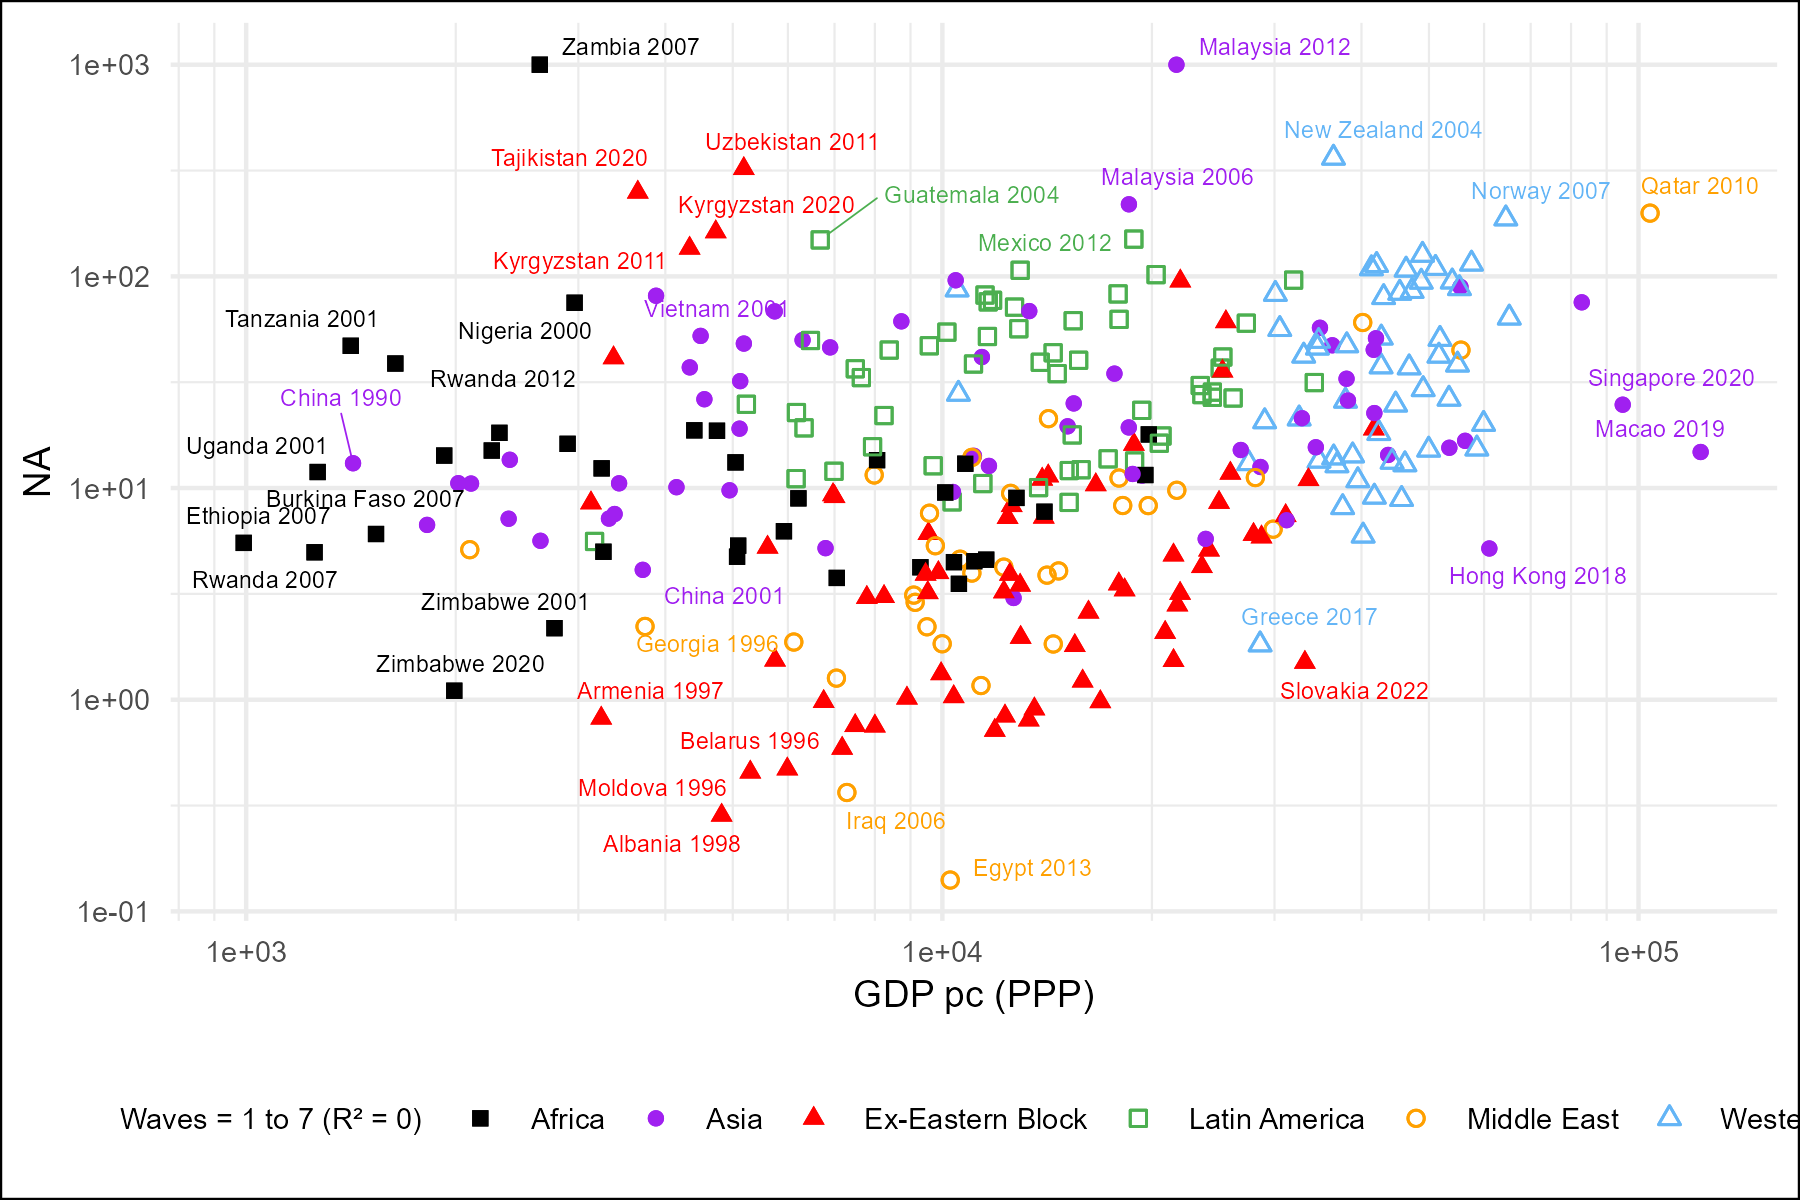 Zambia 2007
Malaysia 2012
1e+03
New Zealand 2004
Uzbekistan 2011
Tajikistan 2020
Malaysia 2006
Qatar 2010
Norway 2007
Guatemala 2004
Kyrgyzstan 2020
Mexico 2012
Kyrgyzstan 2011
1e+02
Vietnam 2001
Tanzania 2001
Nigeria 2000
Rwanda 2012
Singapore 2020
China 1990
Macao 2019
Uganda 2001
NA
1e+01
Burkina Faso 2007
Ethiopia 2007
Rwanda 2007
Hong Kong 2018
China 2001
Zimbabwe 2001
Greece 2017
Georgia 1996
Zimbabwe 2020
Armenia 1997
Slovakia 2022
1e+00
Belarus 1996
Moldova 1996
Iraq 2006
Albania 1998
Egypt 2013
1e-01
1e+03 1e+04 1e+05
GDP pc (PPP)
Waves = 1 to 7 (R² = 0) Africa Asia Ex-Eastern Block Latin America Middle East Weste